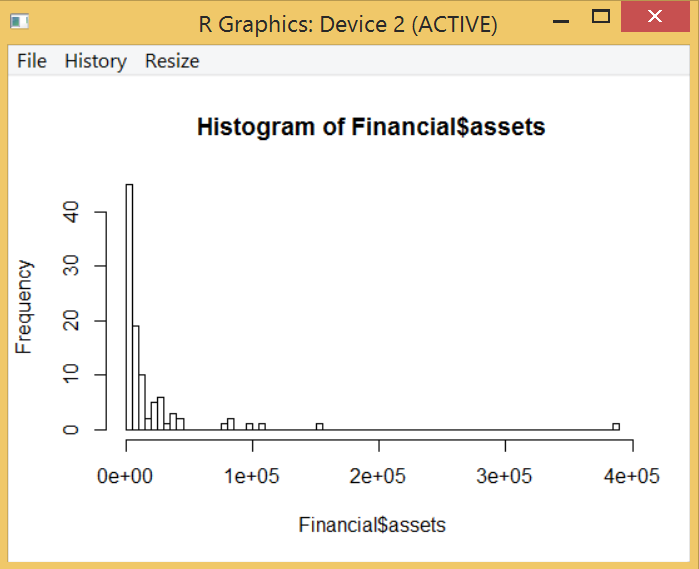 R Graphics: Device 2 (ACTIVE)
File History Resize
Histogram of Financial$assets
Frequency
40
30
20
10
0
0e+00 1e+05 2e+05 3e+05 4e+05
Financial$assets